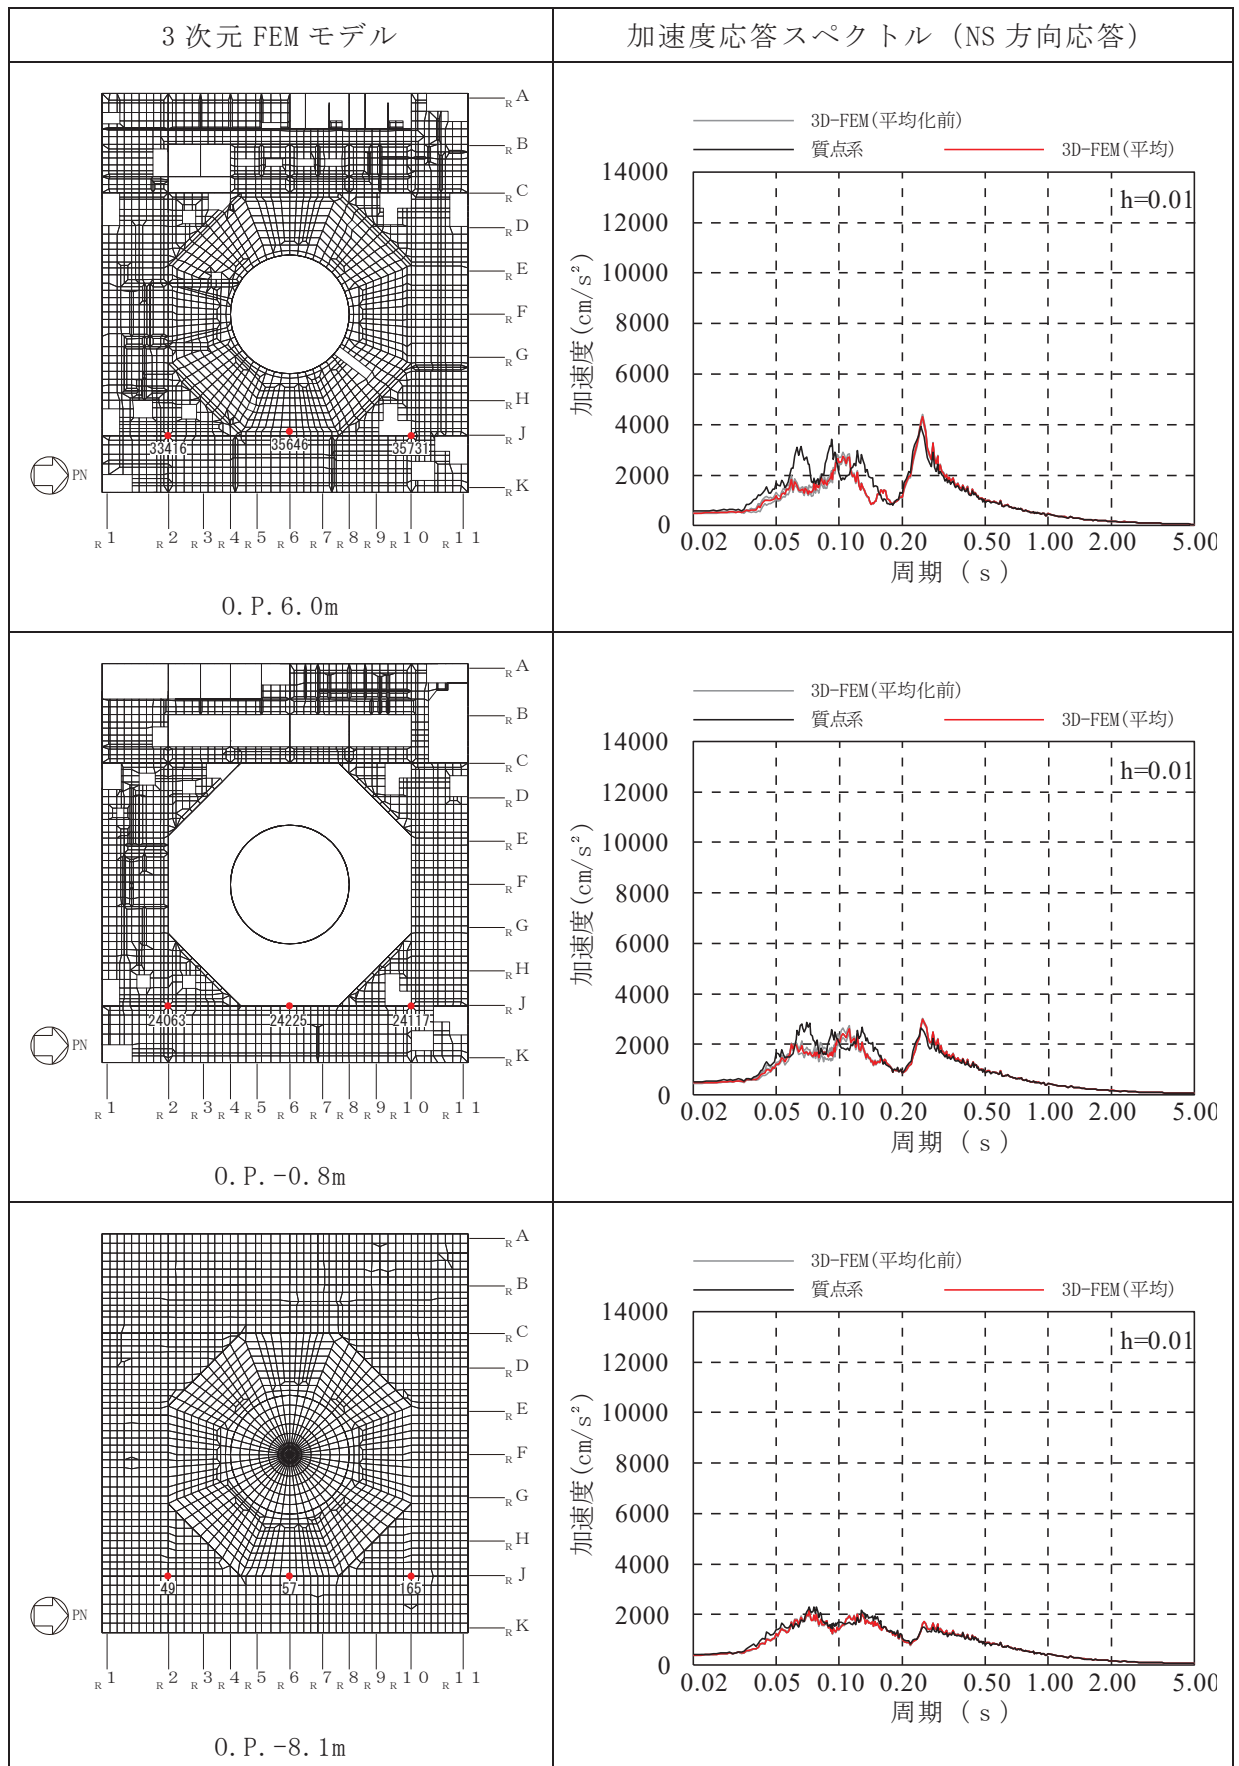 3次元 FEMモデル
加速度応答スペクトル（NS方向応答）
RA
RB
RC
RD
RE
RF
RG
RH
RJ
RK
33416
35646
35731
PN
R1 R2 R3 R4 R5 R6 R7 R8 R9 R10 R11
O.P.6.0m
3D-FEM(平均化前)
質点系 3D-FEM(平均)
h=0.01
14000
12000
10000
8000
6000
4000
2000
0
加速度(cm/s²)
0.02 0.05 0.10 0.20 0.50 1.00 2.00 5.00
周期（s）
RA
RB
RC
RD
RE
RF
RG
RH
RJ
RK
24063
24225
24117
PN
R1 R2 R3 R4 R5 R6 R7 R8 R9 R10 R11
O.P.-0.8m
3D-FEM(平均化前)
質点系 3D-FEM(平均)
h=0.01
14000
12000
10000
8000
6000
4000
2000
0
加速度(cm/s²)
0.02 0.05 0.10 0.20 0.50 1.00 2.00 5.00
周期（s）
RA
RB
RC
RD
RE
RF
RG
RH
RJ
RK
49
57
165
PN
R1 R2 R3 R4 R5 R6 R7 R8 R9 R10 R11
O.P.-8.1m
3D-FEM(平均化前)
質点系 3D-FEM(平均)
h=0.01
14000
12000
10000
8000
6000
4000
2000
0
加速度(cm/s²)
0.02 0.05 0.10 0.20 0.50 1.00 2.00 5.00
周期（s）